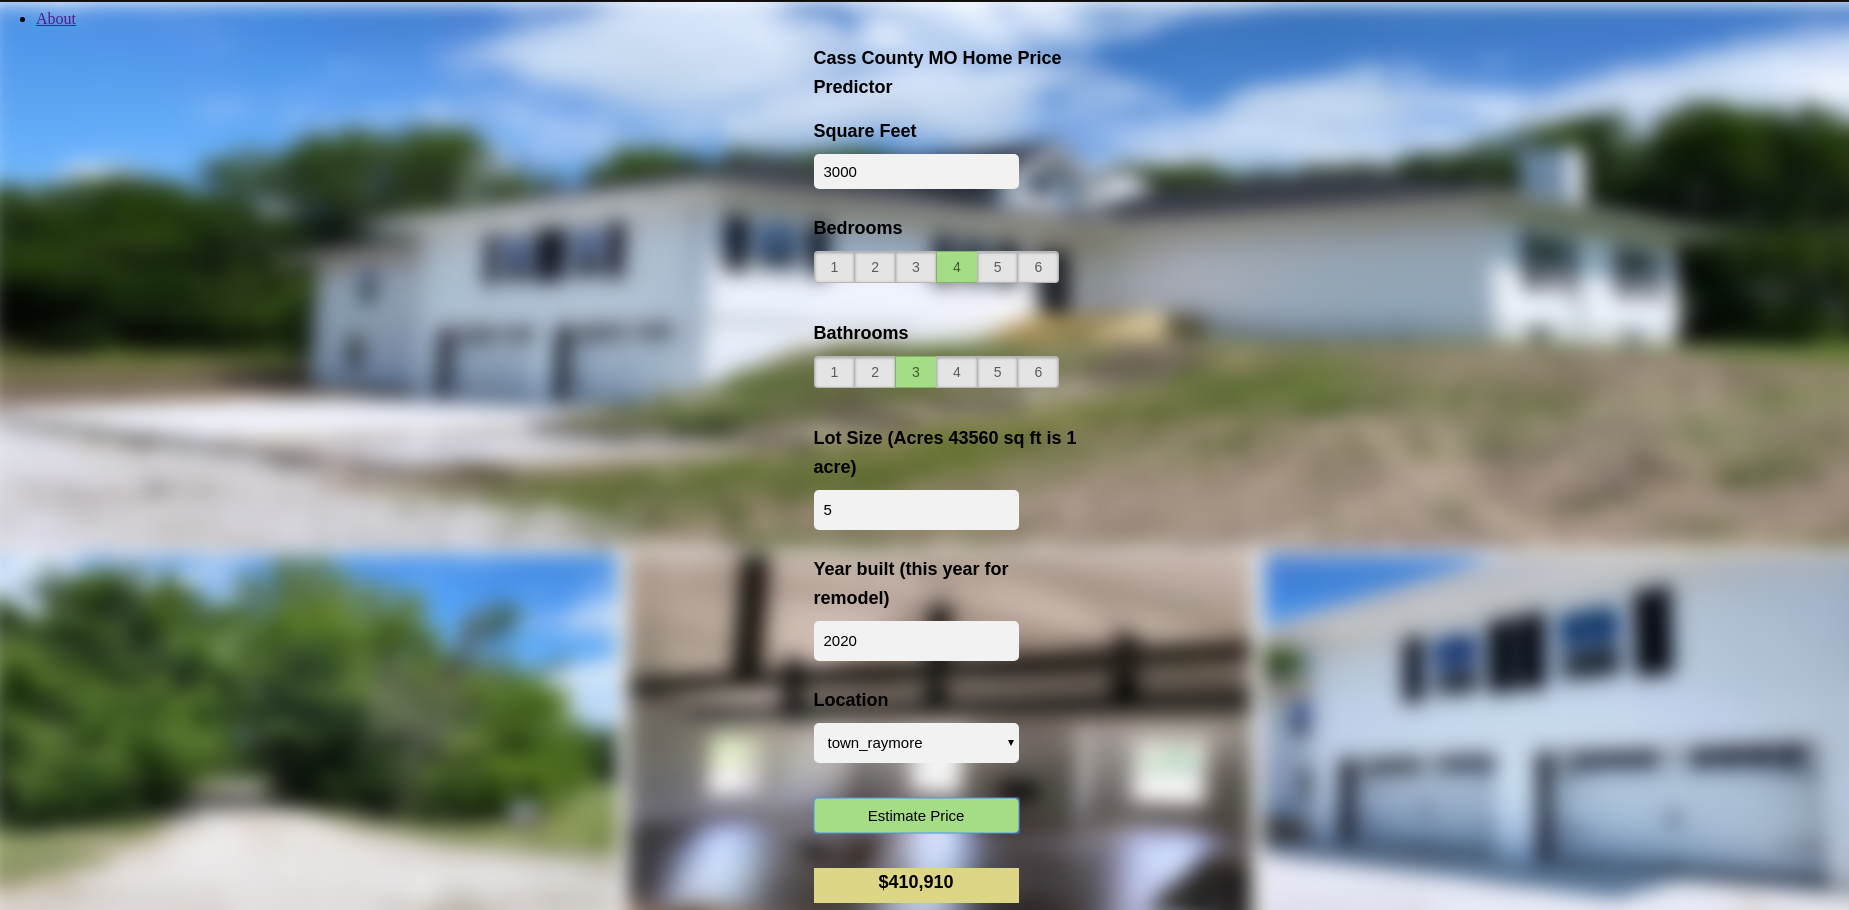 About
Cass County MO Home Price
Predictor
Square Feet
3000
Bedrooms
1 2 3 4 5 6
Bathrooms
1 2 3 4 5 6
Lot Size (Acres 43560 sq ft is 1
acre)
5
Year built (this year for
remodel)
2020
Location
town_raymore
Estimate Price
$410,910